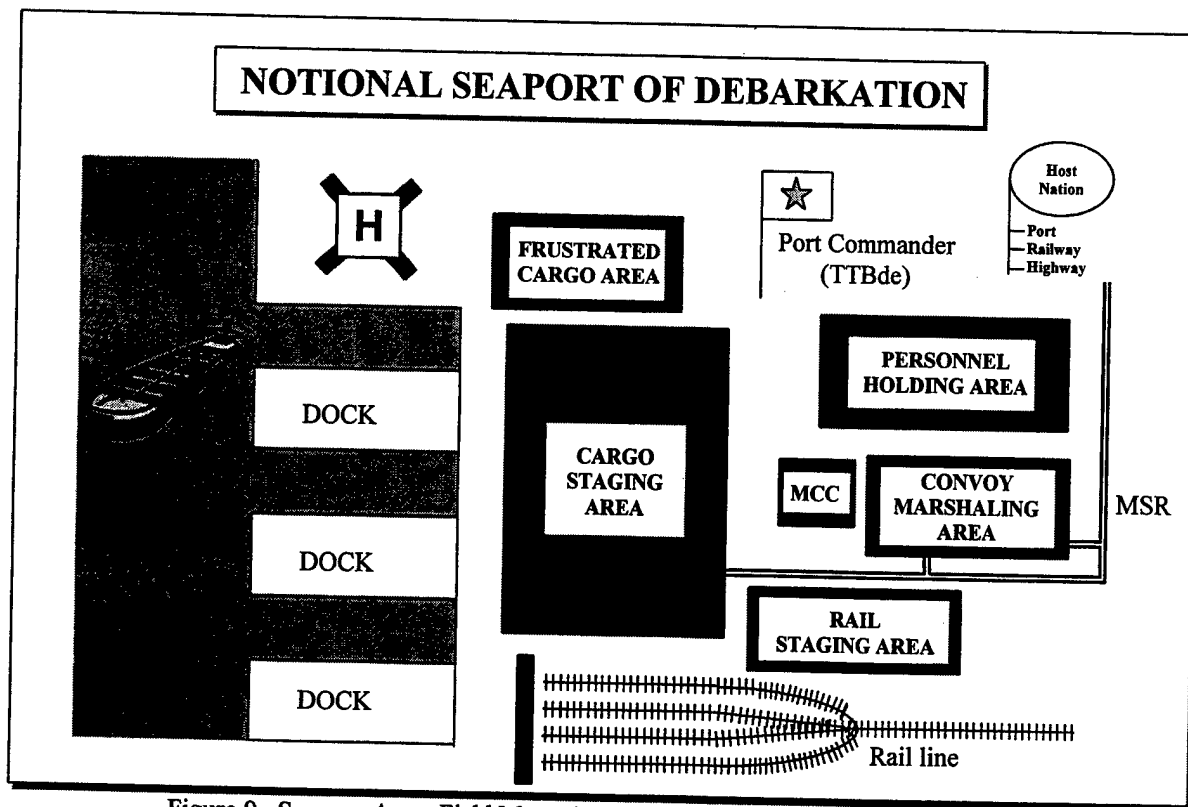 NOTIONAL SEAPORT OF DEBARKATION
H
FRUSTRATED
CARGO AREA
Port Commander
(TTBde)
Host
Nation
Port
Railway
Highway
PERSONNEL
HOLDING AREA
DOCK
CARGO
STAGING
AREA
MCC
CONVOY
MARSHALING
AREA
MSR
DOCK
RAIL
STAGING AREA
DOCK
Rail line
Figure 9